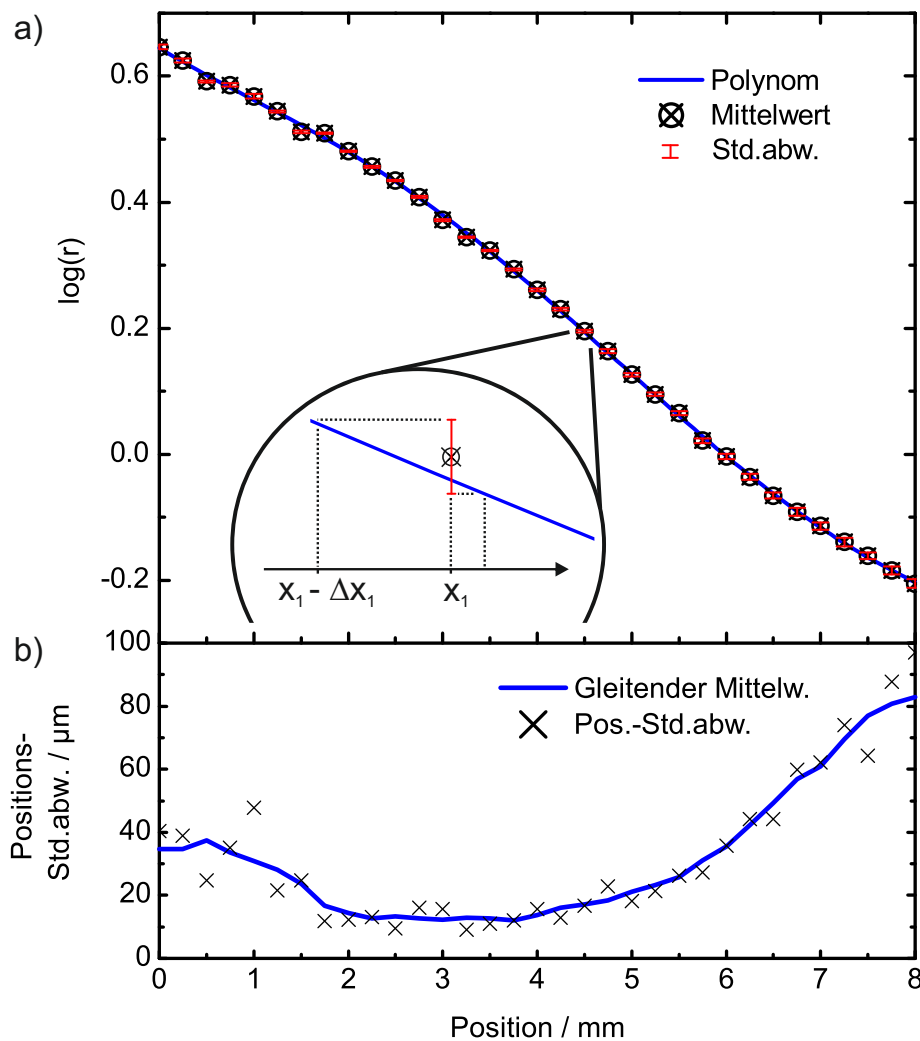 a)
0.6
0.4
0.2
0.0
-0.2
log(r)
Polynom
Mittelwert
Std.abw.
x₁ - Δx₁
x₁
b)
100
80
60
40
20
0
Positions-
Std.abw. / µm
Gleitender Mittelw.
Pos.-Std.abw.
0 1 2 3 4 5 6 7 8
Position / mm